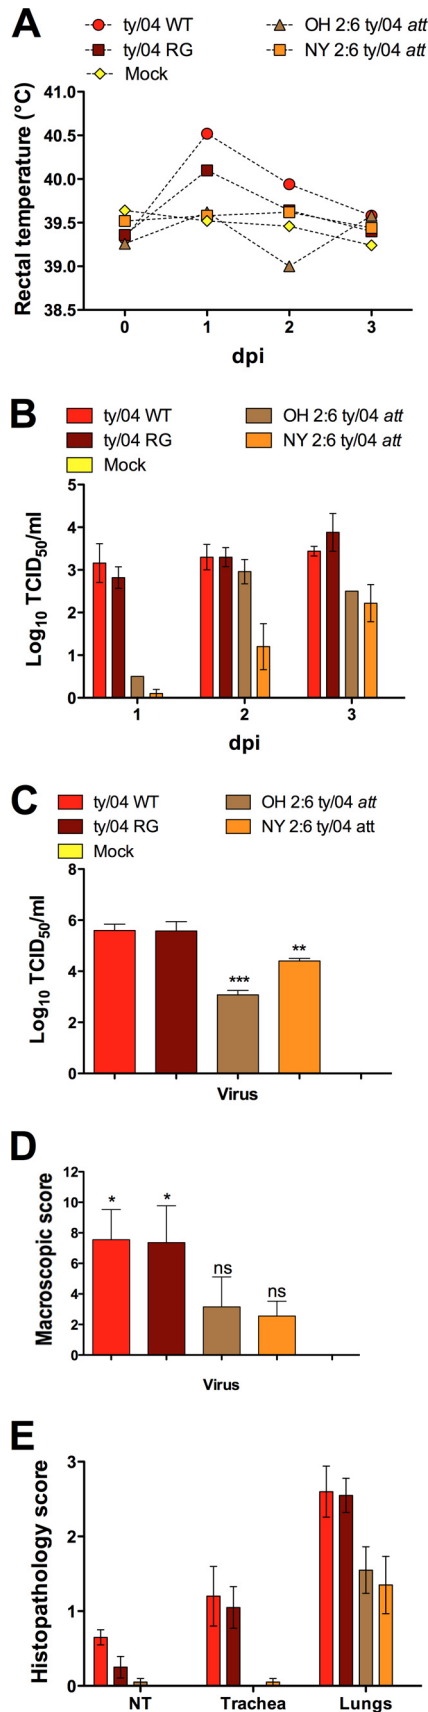 A
ty/04 WT
OH 2:6 ty/04 att
ty/04 RG
NY 2:6 ty/04 att
Mock
Rectal temperature (°C)
41.0
40.5
40.0
39.5
39.0
38.5
0 1 2 3
dpi
B
ty/04 WT
OH 2:6 ty/04 att
ty/04 RG
NY 2:6 ty/04 att
Mock
Log10 TCID50/ml
5
4
3
2
1
0
1 2 3
dpi
C
ty/04 WT
OH 2:6 ty/04 att
ty/04 RG
NY 2:6 ty/04 att
Mock
Log10 TCID50/ml
8
6
4
2
0
***
**
Virus
D
Macroscopic score
12
10
8
6
4
2
0
*
*
ns
ns
Virus
E
Histopathology score
3
2
1
0
NT Trachea Lungs